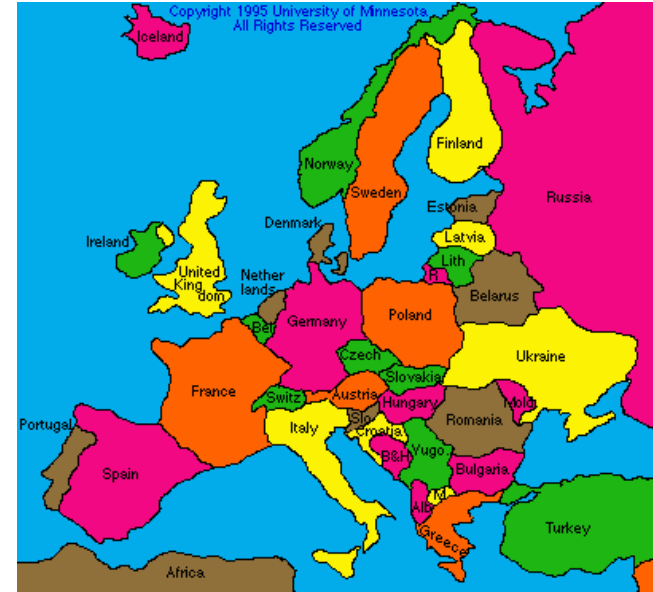 Copyright 1995 University of Minnesota
All Rights Reserved
Iceland
Finland
Norway
Sweden
Russia
Estonia
Denmark
Latvia
Ireland
Lith
United
King
dom
Nether
lands
R
Belarus
Germany
Poland
Bel
Czech
Ukraine
Slovakia
France
Switz
Austria
Hungary
Mold
Slo
Romania
Portugal
Italy
Croatia
B&H
Yugo
Spain
Bulgaria
M
Alb
Greece
Turkey
Africa